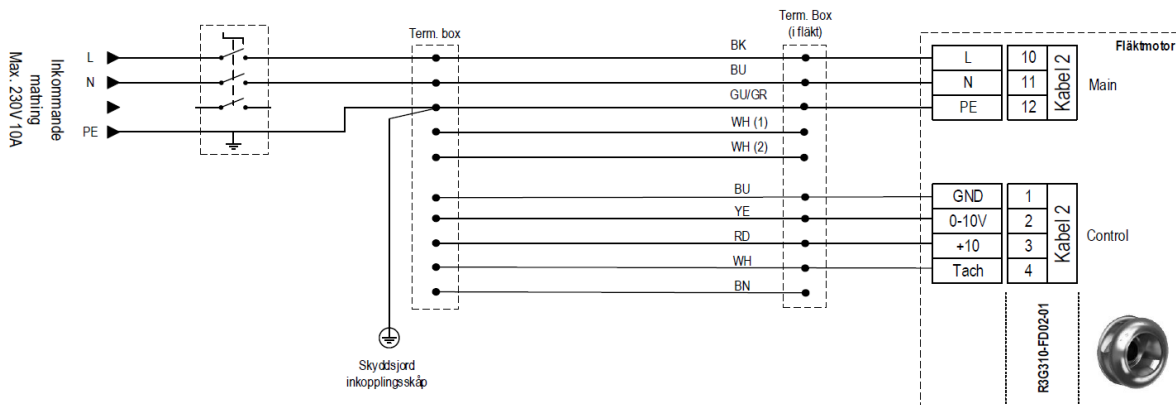 Inkommande
matning
Max. 230V 10A
L
N
PE
Term. box
Term. Box
(i fläkt)
BK
BU
GU/GR
WH (1)
WH (2)
BU
YE
RD
WH
BN
Skyddsjord
inkopplingsskåp
Fläktmotor
L 10
N 11
PE 12
Kabel 2
Main
GND 1
0-10V 2
+10 3
Tach 4
Kabel 2
Control
R3G310-FD02-01